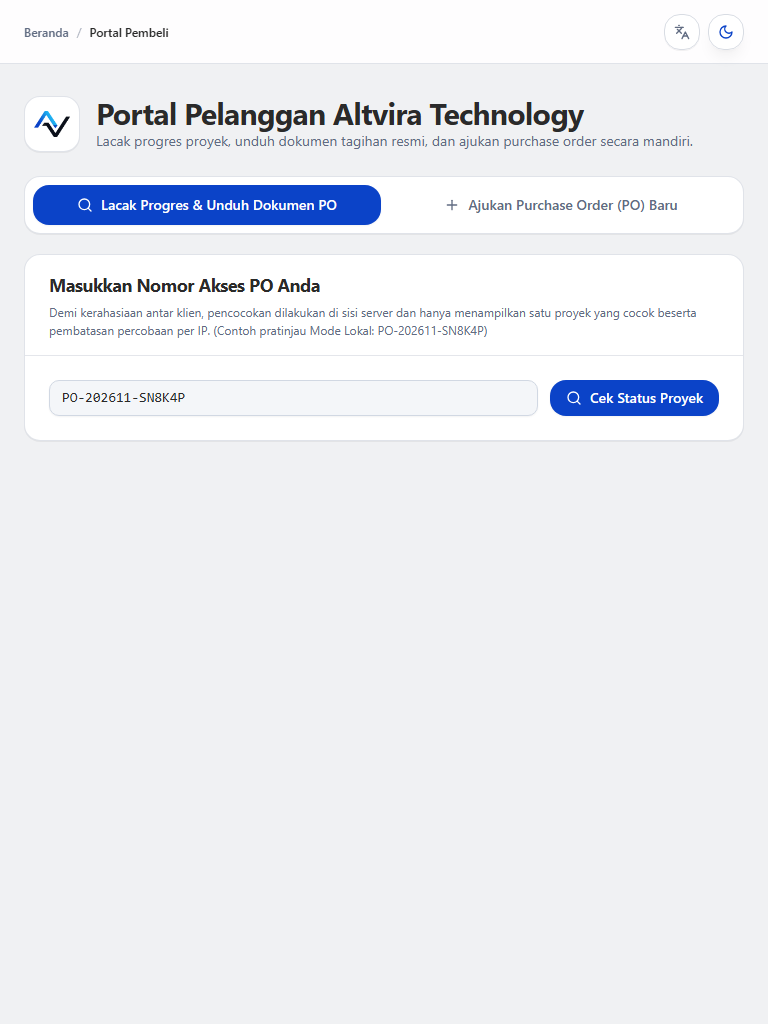 Beranda / Portal Pembeli
Portal Pelanggan Altvira Technology
Lacak progres proyek, unduh dokumen tagihan resmi, dan ajukan purchase order secara mandiri.
Lacak Progres & Unduh Dokumen PO
Ajukan Purchase Order (PO) Baru
Masukkan Nomor Akses PO Anda
Demi kerahasiaan antar klien, pencocokan dilakukan di sisi server dan hanya menampilkan satu proyek yang cocok beserta
pembatasan percobaan per IP. (Contoh pratinjau Mode Lokal: PO-202611-SN8K4P)
PO-202611-SN8K4P
Cek Status Proyek